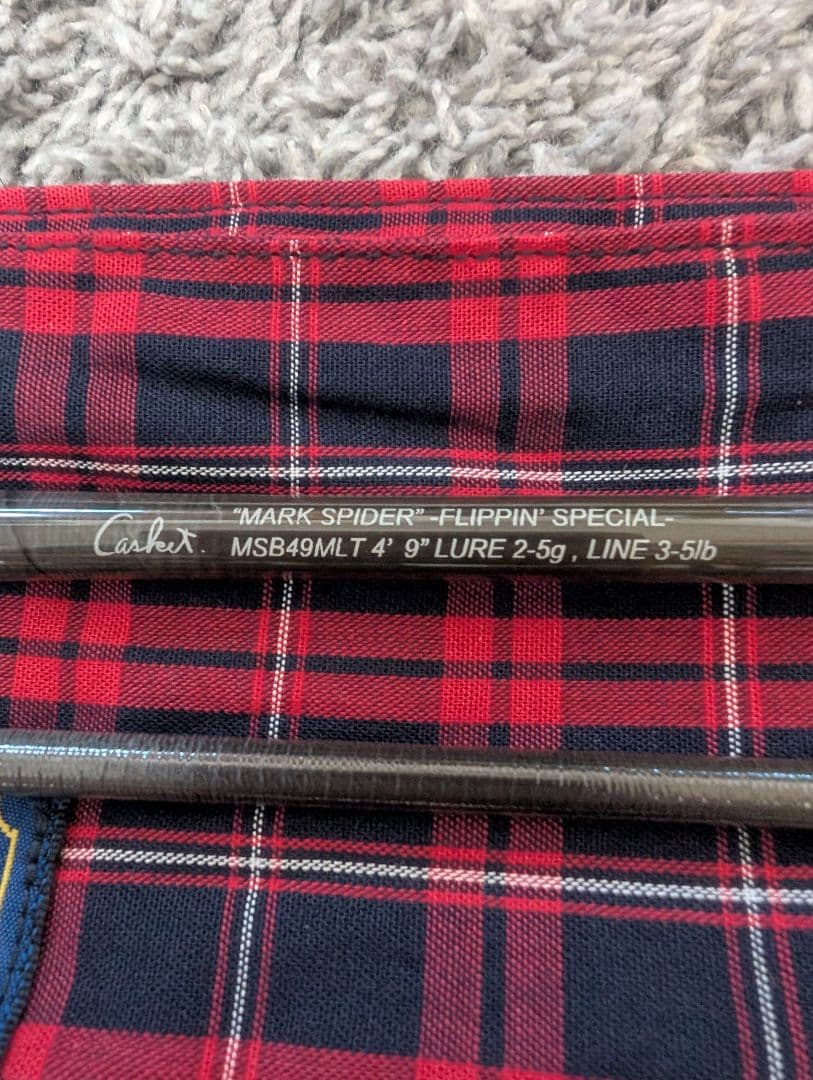 Casket.
"MARK SPIDER" -FLIPPIN' SPECIAL-
MSB49MLT 4' 9" LURE 2-5g , LINE 3-5lb